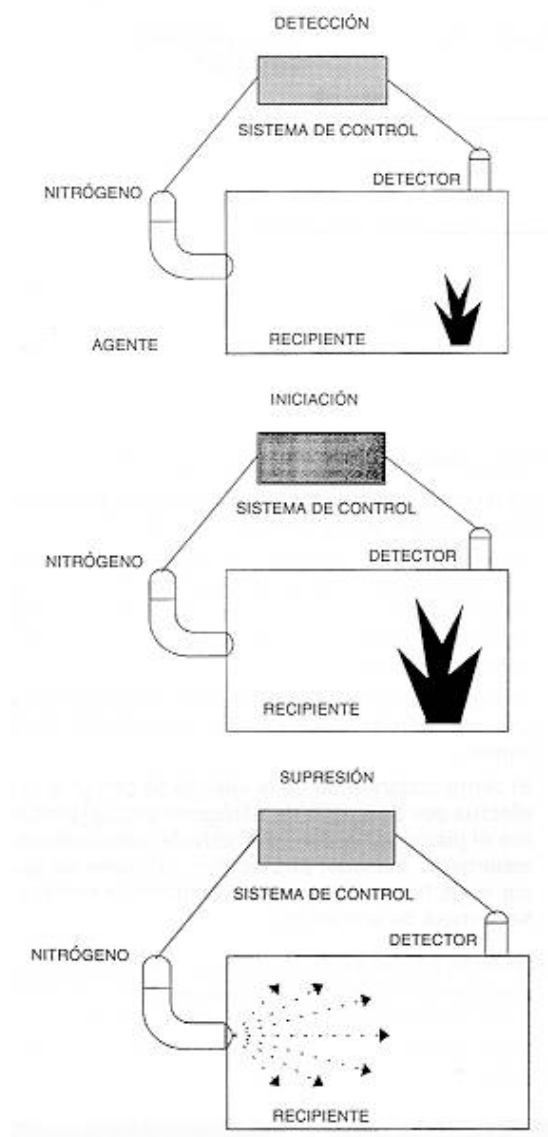 DETECCIÓN
SISTEMA DE CONTROL
DETECTOR
NITRÓGENO
AGENTE
RECIPIENTE
INICIACIÓN
SISTEMA DE CONTROL
DETECTOR
NITRÓGENO
RECIPIENTE
SUPRESIÓN
SISTEMA DE CONTROL
DETECTOR
NITRÓGENO
RECIPIENTE